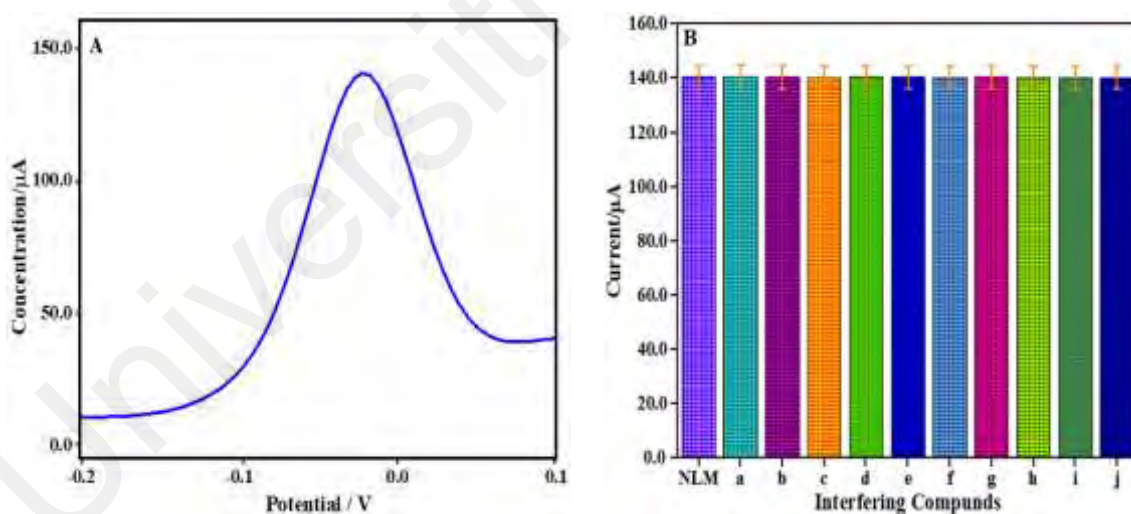 A
150.0
100.0
50.0
0.0
Concentration/μA
-0.2
-0.1
0.0
0.1
Potential / V
B
160.0
140.0
120.0
100.0
80.0
60.0
40.0
20.0
0.0
Current/μA
NLM a b c d e f g h i j
Interfering Compunds
Universiti